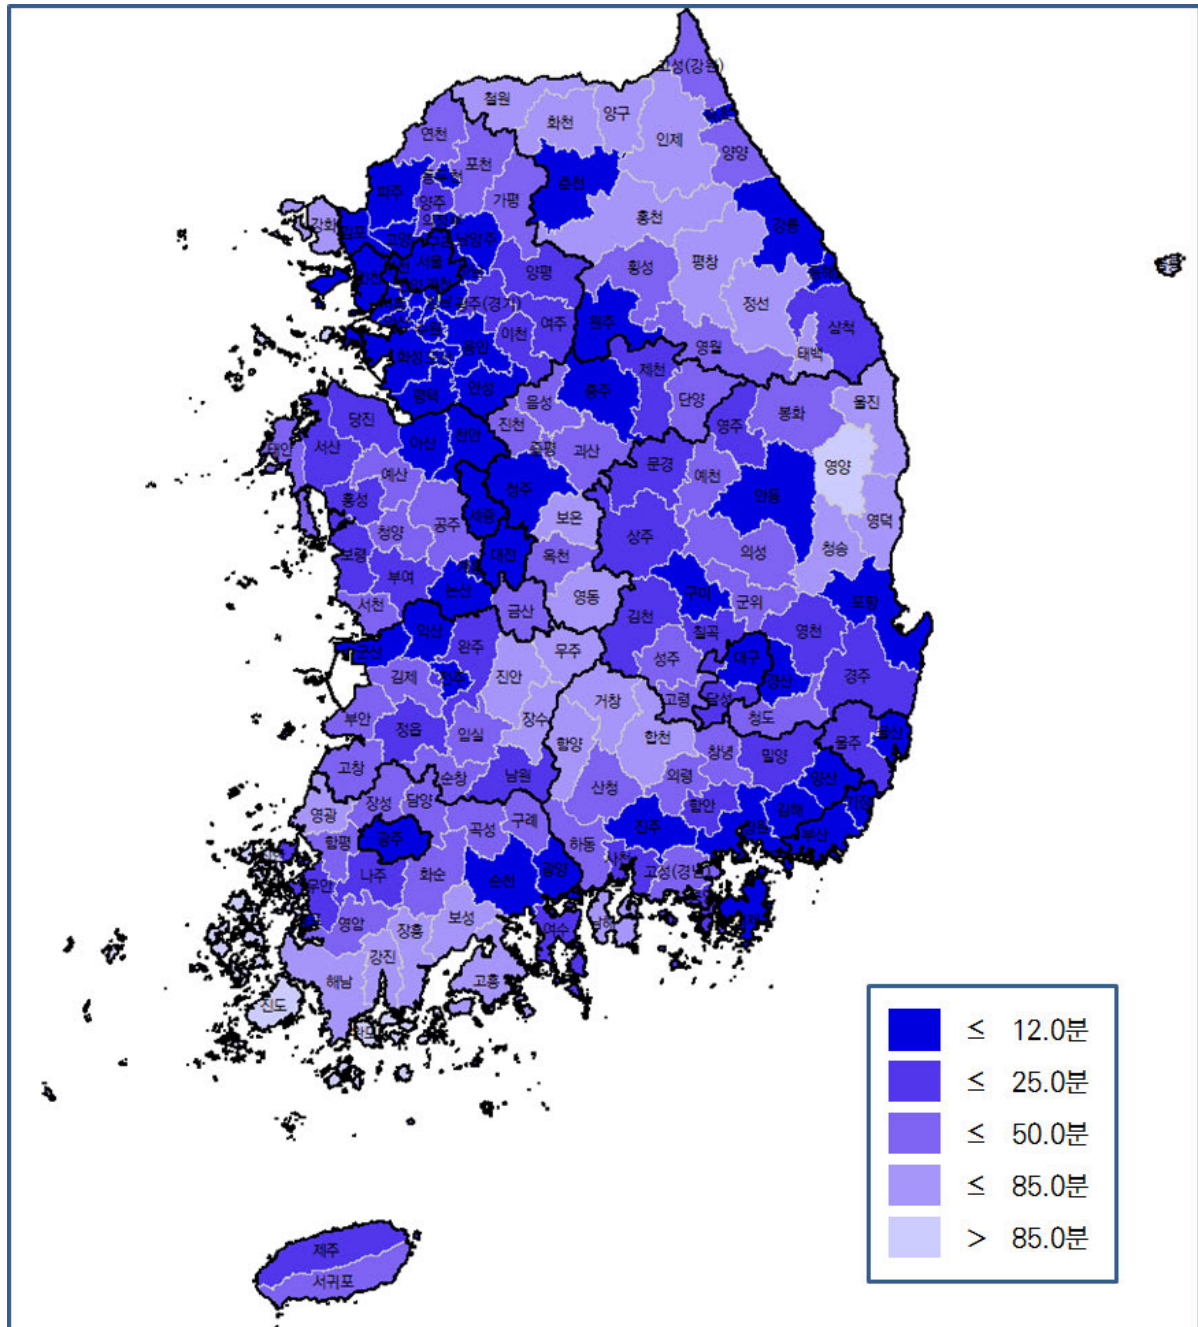 고성(강원)
철원
화천
양구
인제
연천
양양
포천
동두천
춘천
파주
양주
가평
홍천
강릉
강화
김포
고양
남양주
서울
횡성
평창
양평
정선
광주(경기)
원주
여주
이천
삼척
용인
영월
태백
화성
제천
평택
안성
충주
단양
음성
울진
당진
진천
영주
봉화
아산
천안
태안
서산
증평
괴산
문경
예천
영양
예산
청주
안동
홍성
세종
보은
공주
영덕
청양
상주
의성
청승
보령
대전
옥천
부여
논산
영동
구미
군위
포항
서천
금산
김천
익산
칠곡
영천
군산
완주
무주
성주
대구
김제
전주
진안
경산
경주
거창
고령
달성
부안
장수
청도
정읍
임실
함양
합천
창녕
밀양
울주
울산
고창
순창
남원
산청
의령
양산
장성
담양
함안
김해
기장
영광
구례
곡성
진주
창원
부산
함평
광주
하동
사천
나주
화순
순천
광양
고성(경남)
무안
영암
장흥
보성
여수
남해
강진
해남
고흥
진도
≤ 12.0분
≤ 25.0분
≤ 50.0분
≤ 85.0분
> 85.0분
제주
서귀포